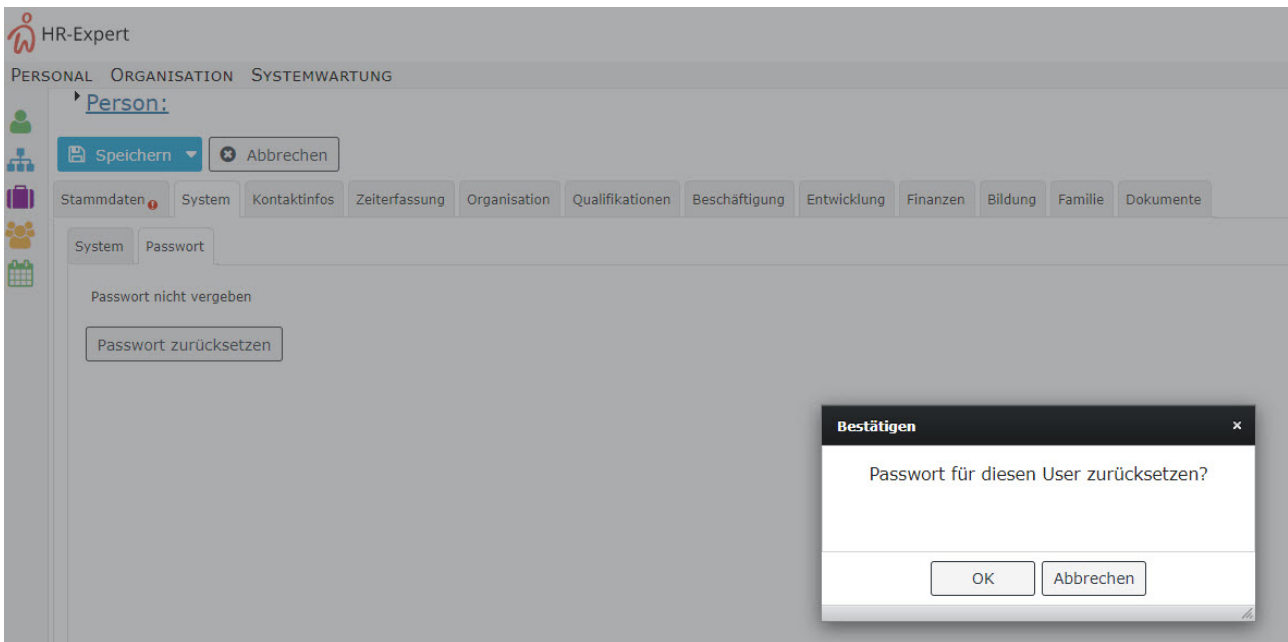 HR-Expert
PERSONAL ORGANISATION SYSTEMWARTUNG
Person:
Speichern Abbrechen
Stammdaten System Kontaktinfos Zeiterfassung Organisation Qualifikationen Beschäftigung Entwicklung Finanzen Bildung Familie Dokumente
System Passwort
Passwort nicht vergeben
Passwort zurücksetzen
Bestätigen
Passwort für diesen User zurücksetzen?
OK Abbrechen